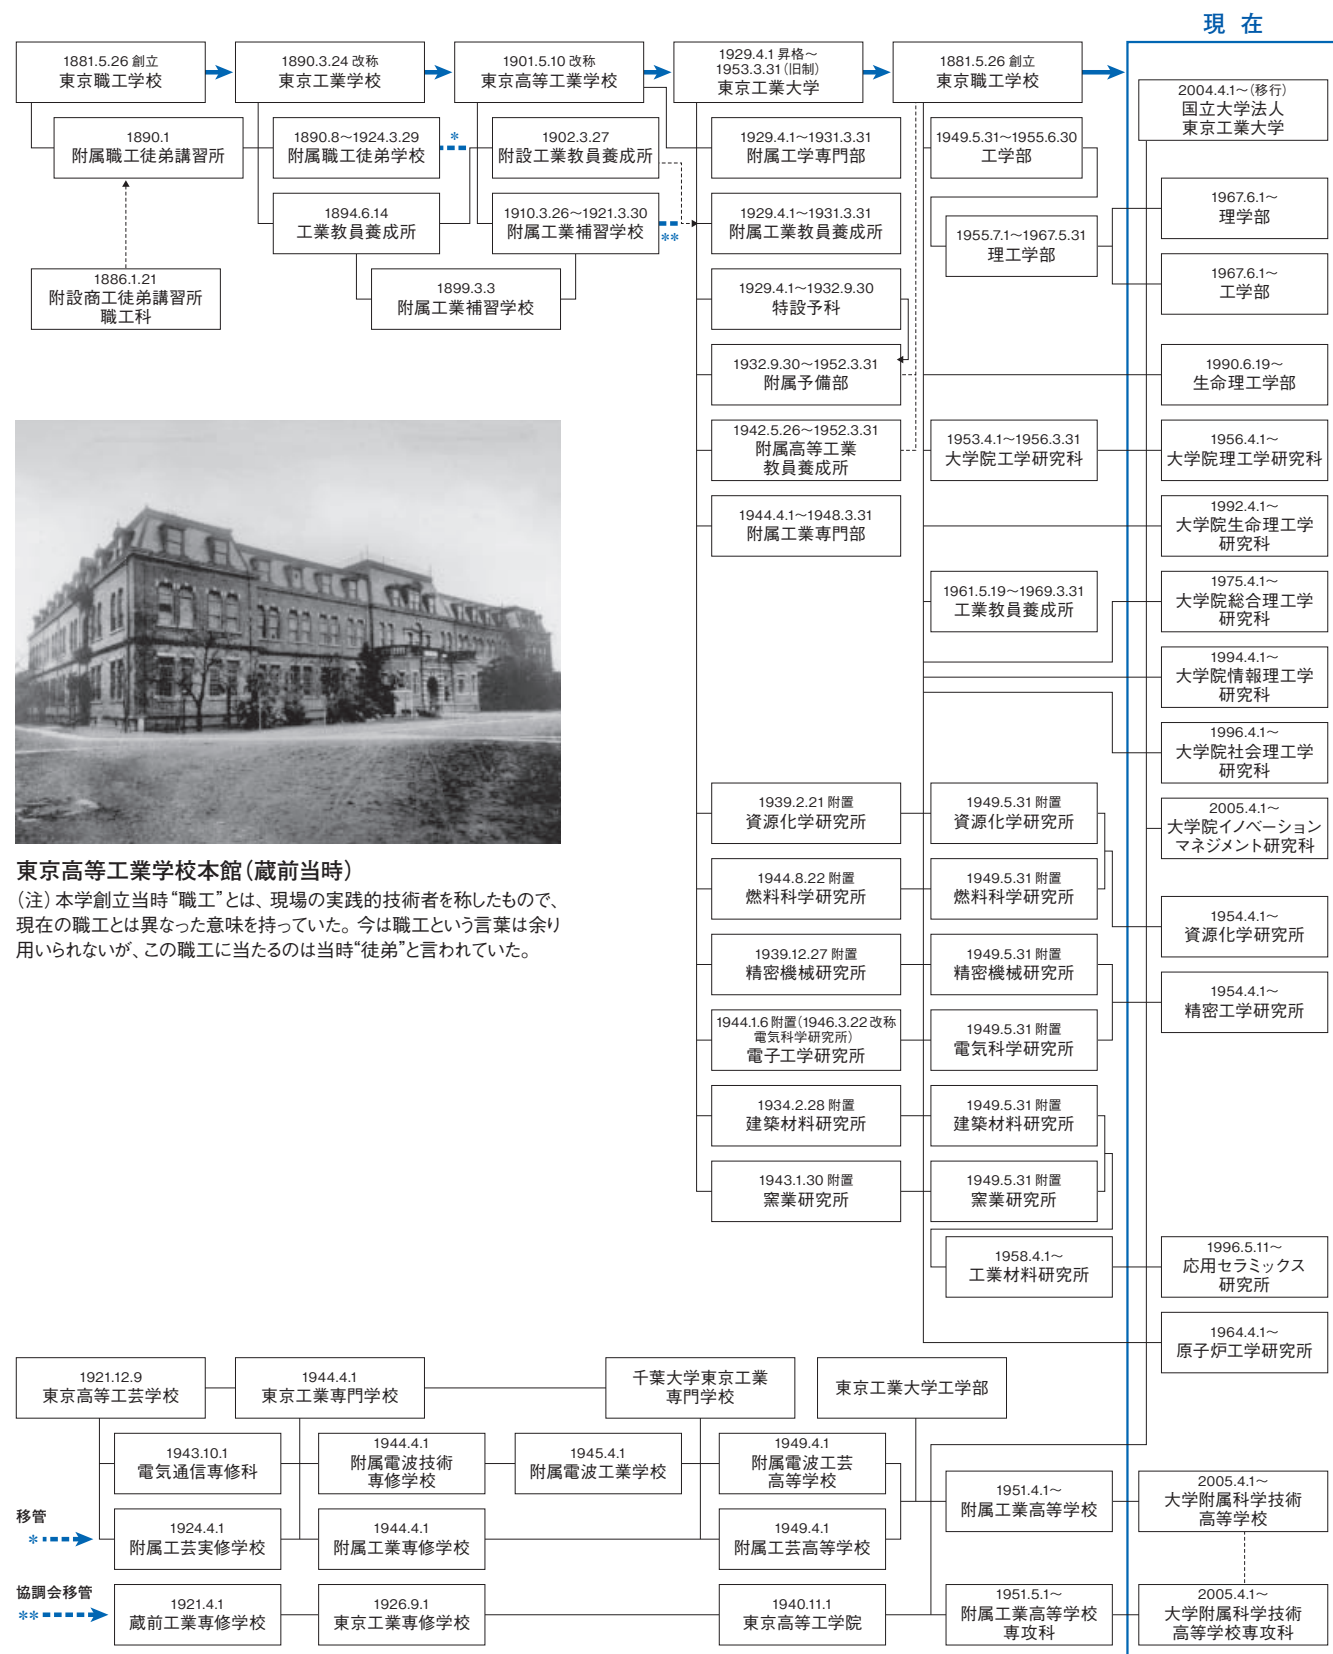 現 在
1881.5.26 創立
東京職工学校
1890.3.24 改称
東京工業学校
1901.5.10 改称
東京高等工業学校
1929.4.1 昇格〜
1953.3.31（旧制）
東京工業大学
1881.5.26 創立
東京職工学校
2004.4.1〜（移行）
国立大学法人
東京工業大学
1890.1
附属職工徒弟講習所
1890.8〜1924.3.29
附属職工徒弟学校
*
1902.3.27
附設工業教員養成所
1929.4.1〜1931.3.31
附属工学専門部
1949.5.31〜1955.6.30
工学部
1894.6.14
工業教員養成所
1910.3.26〜1921.3.30
附属工業補習学校
**
1929.4.1〜1931.3.31
附属工業教員養成所
1955.7.1〜1967.5.31
理工学部
1967.6.1〜
理学部
1886.1.21
附設商工徒弟講習所
職工科
1899.3.3
附属工業補習学校
1929.4.1〜1932.9.30
特設予科
1967.6.1〜
工学部
1932.9.30〜1952.3.31
附属予備部
1990.6.19〜
生命理工学部
1942.5.26〜1952.3.31
附属高等工業
教員養成所
1953.4.1〜1956.3.31
大学院工学研究科
1956.4.1〜
大学院理工学研究科
1944.4.1〜1948.3.31
附属工業専門部
1992.4.1〜
大学院生命理工学
研究科
1961.5.19〜1969.3.31
工業教員養成所
1975.4.1〜
大学院総合理工学
研究科
1994.4.1〜
大学院情報理工学
研究科
1996.4.1〜
大学院社会理工学
研究科
1939.2.21 附置
資源化学研究所
1949.5.31 附置
資源化学研究所
2005.4.1〜
大学院イノベーション
マネジメント研究科
東京高等工業学校本館（蔵前当時）
（注）本学創立当時“職工”とは、現場の実践的技術者を称したもので、
現在の職工とは異なった意味を持っていた。今は職工という言葉は余り
用いられないが、この職工に当たるのは当時“徒弟”と言われていた。
1944.8.22 附置
燃料科学研究所
1949.5.31 附置
燃料科学研究所
1954.4.1〜
資源化学研究所
1939.12.27 附置
精密機械研究所
1949.5.31 附置
精密機械研究所
1954.4.1〜
精密工学研究所
1944.1.6 附置（1946.3.22 改称
電気科学研究所）
電子工学研究所
1949.5.31 附置
電気科学研究所
1934.2.28 附置
建築材料研究所
1949.5.31 附置
建築材料研究所
1943.1.30 附置
窯業研究所
1949.5.31 附置
窯業研究所
1958.4.1〜
工業材料研究所
1996.5.11〜
応用セラミックス
研究所
1964.4.1〜
原子炉工学研究所
1921.12.9
東京高等工芸学校
1944.4.1
東京工業専門学校
千葉大学東京工業
専門学校
東京工業大学工学部
1943.10.1
電気通信専修科
1944.4.1
附属電波技術
専修学校
1945.4.1
附属電波工業学校
1949.4.1
附属電波工芸
高等学校
1951.4.1〜
附属工業高等学校
2005.4.1〜
大学附属科学技術
高等学校
移管
*
1924.4.1
附属工芸実修学校
1944.4.1
附属工業専修学校
1949.4.1
附属工芸高等学校
協調会移管
**
1921.4.1
蔵前工業専修学校
1926.9.1
東京工業専修学校
1940.11.1
東京高等工学院
1951.5.1〜
附属工業高等学校
専攻科
2005.4.1〜
大学附属科学技術
高等学校専攻科